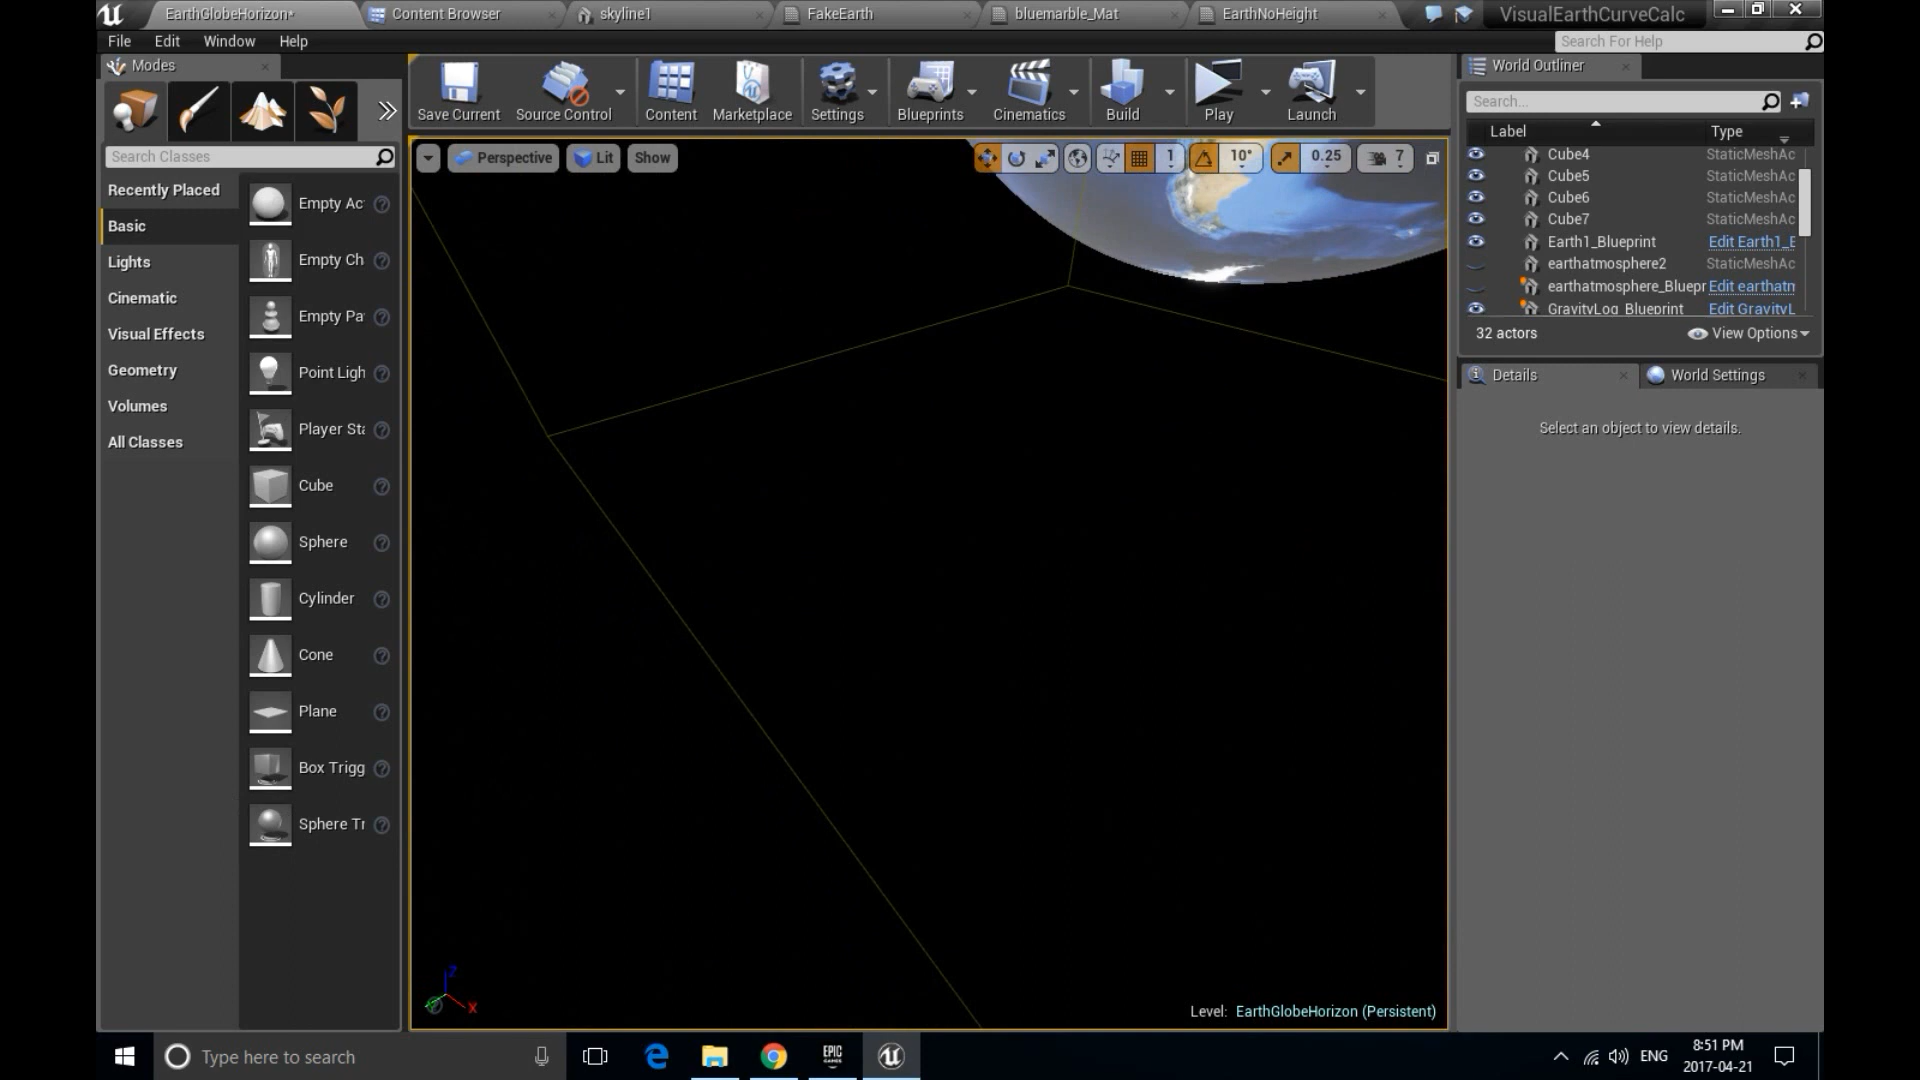 EarthGlobeHorizon*
Content Browser
skyline1
FakeEarth
bluemarble_Mat
EarthNoHeight
VisualEarthCurveCalc
File Edit Window Help
Search For Help
Modes
Search Classes
Recently Placed
Basic
Lights
Cinematic
Visual Effects
Geometry
Volumes
All Classes
Empty Ac
Empty Ch
Empty Pa
Point Ligh
Player Sta
Cube
Sphere
Cylinder
Cone
Plane
Box Trigg
Sphere Tr
Save Current
Source Control
Content
Marketplace
Settings
Blueprints
Cinematics
Build
Play
Launch
Perspective
Lit
Show
1
10°
0.25
7
Level: EarthGlobeHorizon (Persistent)
Z
X
World Outliner
Search...
Label Type
Cube4 StaticMeshAc
Cube5 StaticMeshAc
Cube6 StaticMeshAc
Cube7 StaticMeshAc
Earth1_Blueprint Edit Earth1_E
earthatmosphere2 StaticMeshAc
earthatmosphere_Bluepr Edit earthatm
GravityLog_Blueprint Edit GravityL
32 actors
View Options
Details
World Settings
Select an object to view details.
Type here to search
EPIC
GAMES
ENG
8:51 PM
2017-04-21